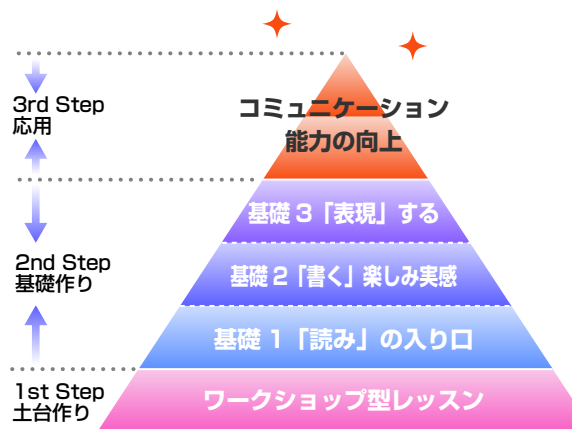 3rd Step
応用
コミュニケーション
能力の向上
2nd Step
基礎作り
基礎３「表現」する
基礎２「書く」楽しみ実感
基礎１「読み」の入り口
1st Step
土台作り
ワークショップ型レッスン